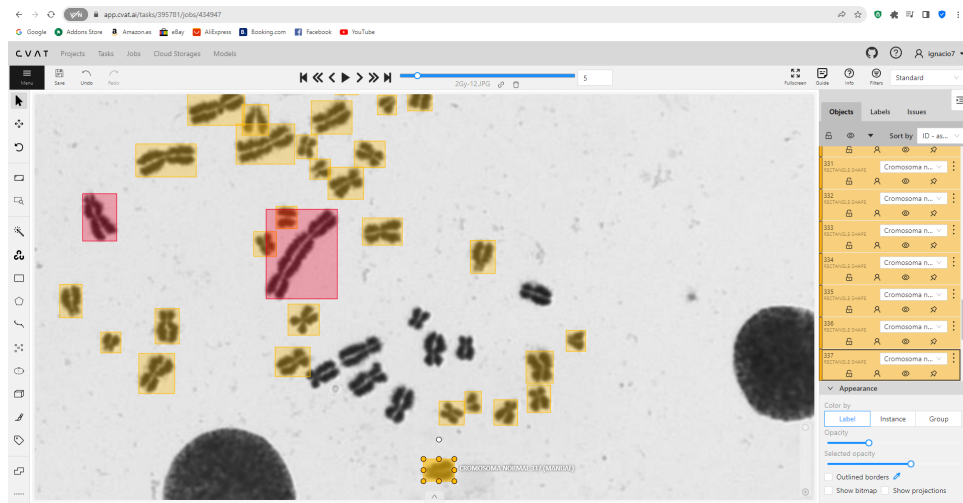 VPN app.cvat.ai/tasks/395781/jobs/434947
Google Addons Store Amazon.es eBay AliExpress Booking.com Facebook YouTube
CVAT Projects Tasks Jobs Cloud Storages Models ignacio7
Menu Save Undo Redo 2Gy-12.JPG 5 Fullscreen Guide Info Filters Standard
Objects Labels Issues
Sort by ID - as...
331 Cromosoma n...
RECTANGLE SHAPE
332 Cromosoma n...
RECTANGLE SHAPE
333 Cromosoma n...
RECTANGLE SHAPE
334 Cromosoma n...
RECTANGLE SHAPE
335 Cromosoma n...
RECTANGLE SHAPE
336 Cromosoma n...
RECTANGLE SHAPE
337 Cromosoma n...
RECTANGLE SHAPE
Appearance
Color by
Label Instance Group
Opacity
Selected opacity
Outlined borders
Show bitmap Show projections
CROMOSOMA NORMAL 337 (MANUAL)